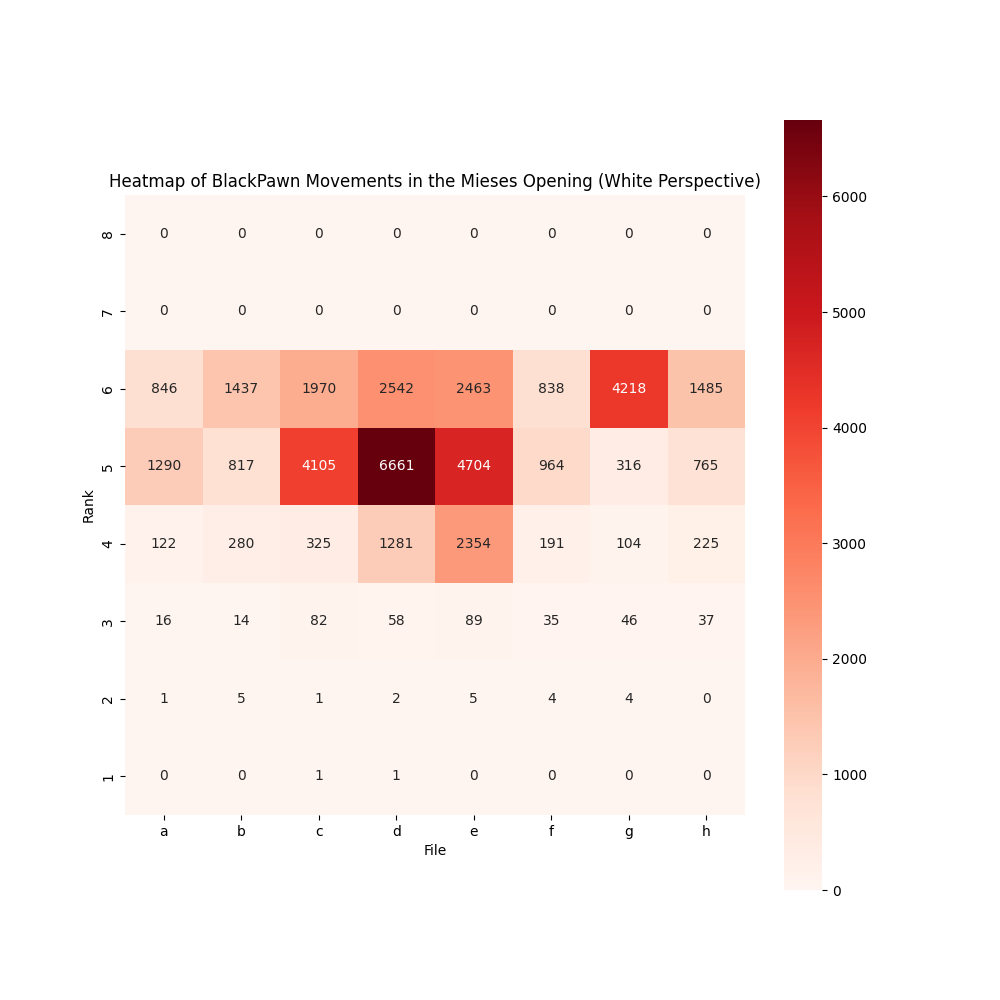 Heatmap of BlackPawn Movements in the Mieses Opening (White Perspective)
8 0 0 0 0 0 0 0 0
7 0 0 0 0 0 0 0 0
6 846 1437 1970 2542 2463 838 4218 1485
5 1290 817 4105 6661 4704 964 316 765
4 122 280 325 1281 2354 191 104 225
3 16 14 82 58 89 35 46 37
2 1 5 1 2 5 4 4 0
1 0 0 1 1 0 0 0 0
Rank
a b c d e f g h
File
6000
5000
4000
3000
2000
1000
0